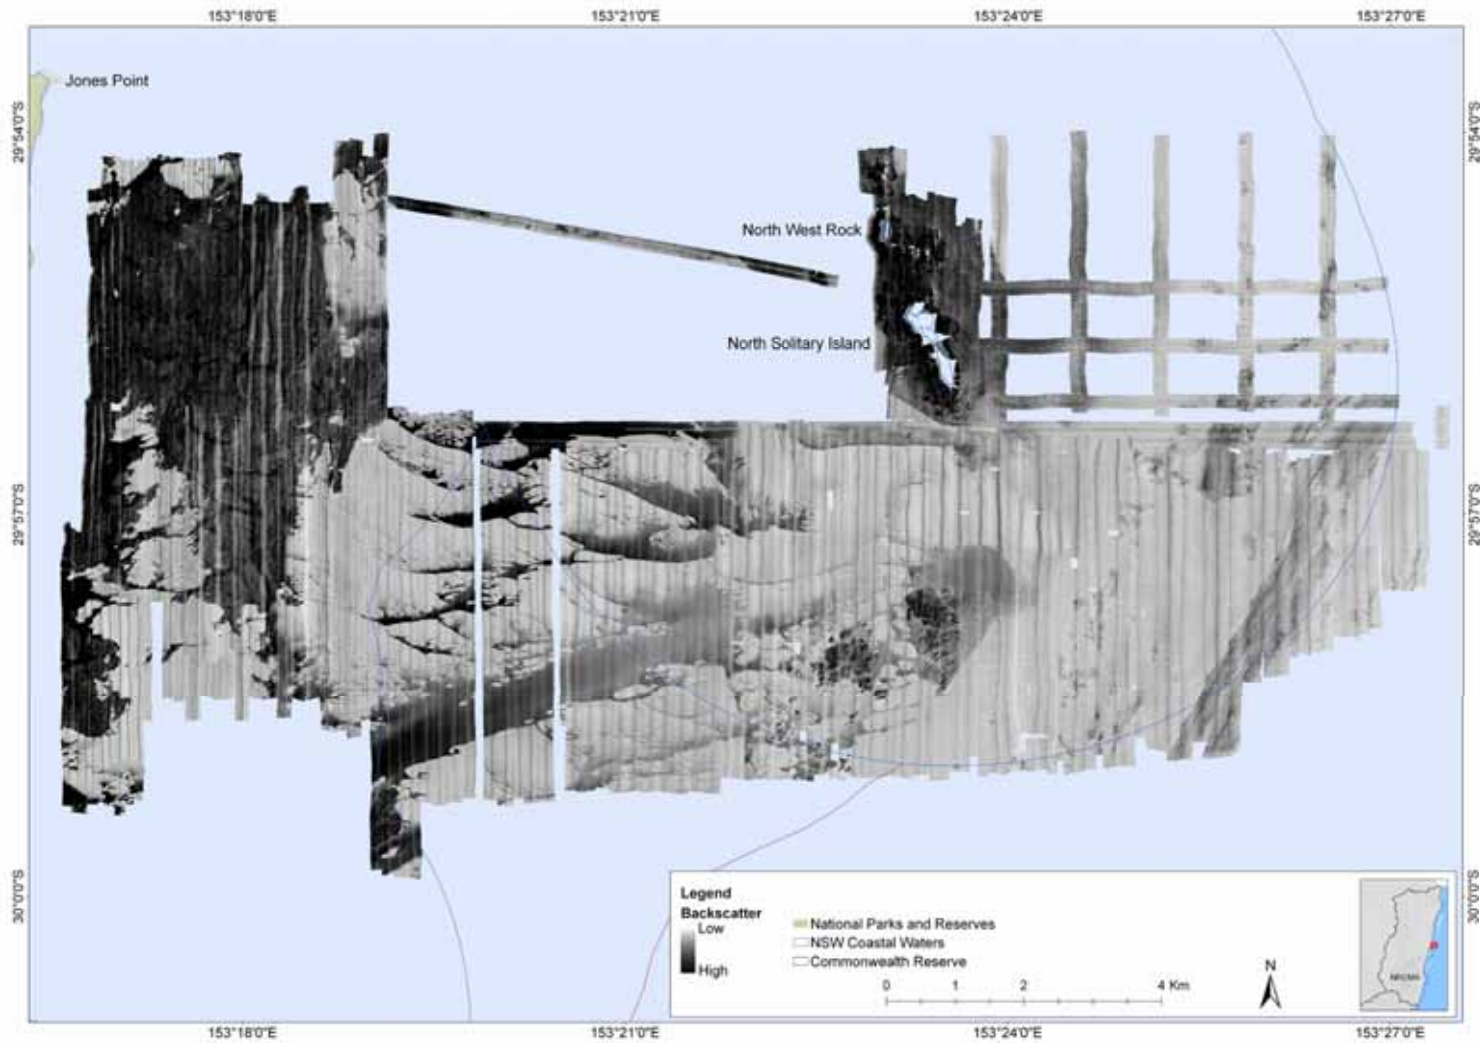 153°18'0"E 153°21'0"E 153°24'0"E 153°27'0"E
Jones Point
29°54'0"S 29°54'0"S
North West Rock
North Solitary Island
29°57'0"S 29°57'0"S
30°0'0"S 30°0'0"S
Legend
Backscatter
Low
High
National Parks and Reserves
NSW Coastal Waters
Commonwealth Reserve
0 1 2 4 Km
N
153°18'0"E 153°21'0"E 153°24'0"E 153°27'0"E